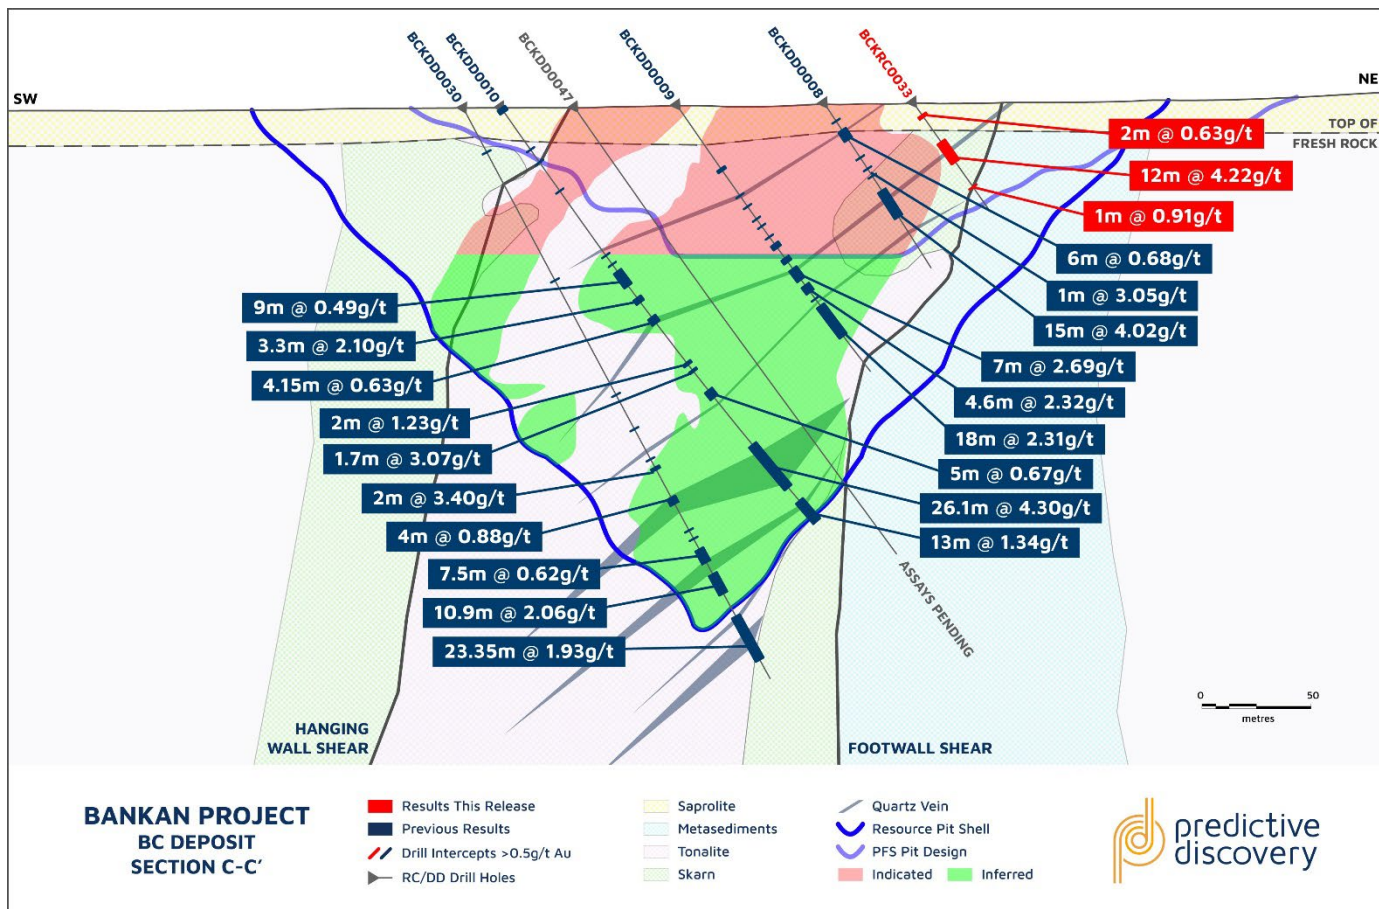 BCKDD0030
BCKDD0010
BCKDD0047
BCKDD0009
BCKDD0008
BCKRC0033
SW
NE
TOP OF
FRESH ROCK
2m @ 0.63g/t
12m @ 4.22g/t
1m @ 0.91g/t
6m @ 0.68g/t
1m @ 3.05g/t
15m @ 4.02g/t
7m @ 2.69g/t
4.6m @ 2.32g/t
18m @ 2.31g/t
5m @ 0.67g/t
26.1m @ 4.30g/t
13m @ 1.34g/t
9m @ 0.49g/t
3.3m @ 2.10g/t
4.15m @ 0.63g/t
2m @ 1.23g/t
1.7m @ 3.07g/t
2m @ 3.40g/t
4m @ 0.88g/t
7.5m @ 0.62g/t
10.9m @ 2.06g/t
23.35m @ 1.93g/t
ASSAYS PENDING
0 50
metres
HANGING
WALL SHEAR
FOOTWALL SHEAR
BANKAN PROJECT
BC DEPOSIT
SECTION C-C’
Results This Release
Previous Results
Drill Intercepts >0.5g/t Au
RC/DD Drill Holes
Saprolite
Metasediments
Tonalite
Skarn
Quartz Vein
Resource Pit Shell
PFS Pit Design
Indicated Inferred
predictive
discovery